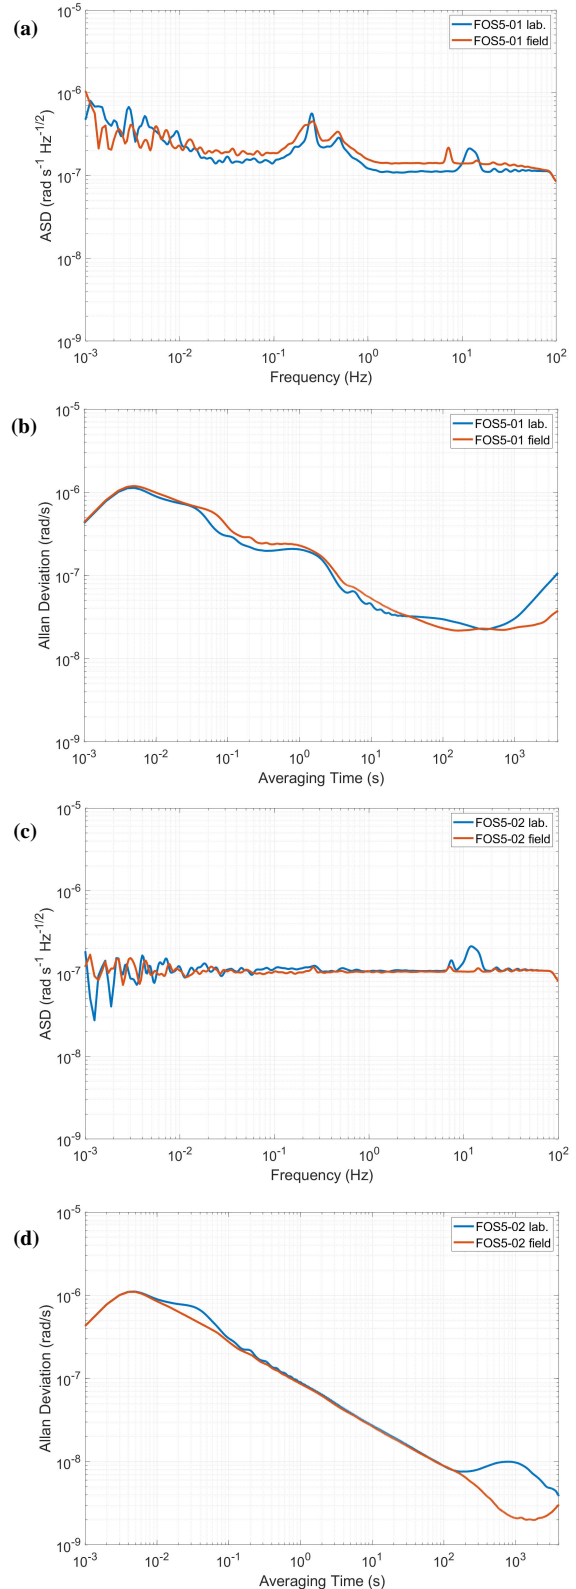 (a)
FOS5-01 lab.
FOS5-01 field
ASD (rad s⁻¹ Hz⁻¹ᐟ²)
10⁻⁵
10⁻⁶
10⁻⁷
10⁻⁸
10⁻⁹
10⁻³ 10⁻² 10⁻¹ 10⁰ 10¹ 10²
Frequency (Hz)
(b)
FOS5-01 lab.
FOS5-01 field
Allan Deviation (rad/s)
10⁻⁵
10⁻⁶
10⁻⁷
10⁻⁸
10⁻⁹
10⁻³ 10⁻² 10⁻¹ 10⁰ 10¹ 10² 10³
Averaging Time (s)
(c)
FOS5-02 lab.
FOS5-02 field
ASD (rad s⁻¹ Hz⁻¹ᐟ²)
10⁻⁵
10⁻⁶
10⁻⁷
10⁻⁸
10⁻⁹
10⁻³ 10⁻² 10⁻¹ 10⁰ 10¹ 10²
Frequency (Hz)
(d)
FOS5-02 lab.
FOS5-02 field
Allan Deviation (rad/s)
10⁻⁵
10⁻⁶
10⁻⁷
10⁻⁸
10⁻⁹
10⁻³ 10⁻² 10⁻¹ 10⁰ 10¹ 10² 10³
Averaging Time (s)